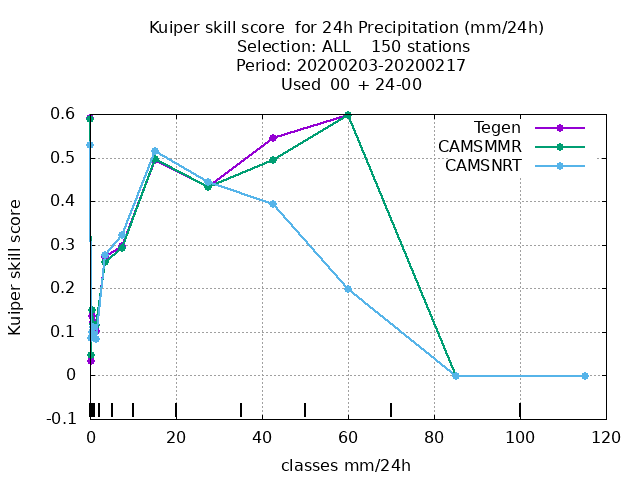 Kuiper skill score  for 24h Precipitation (mm/24h)
Selection: ALL    150 stations
Period: 20200203-20200217
Used  00 + 24-00
Tegen
CAMSMMR
CAMSNRT
Kuiper skill score
0.6
0.5
0.4
0.3
0.2
0.1
0
-0.1
0 20 40 60 80 100 120
classes mm/24h